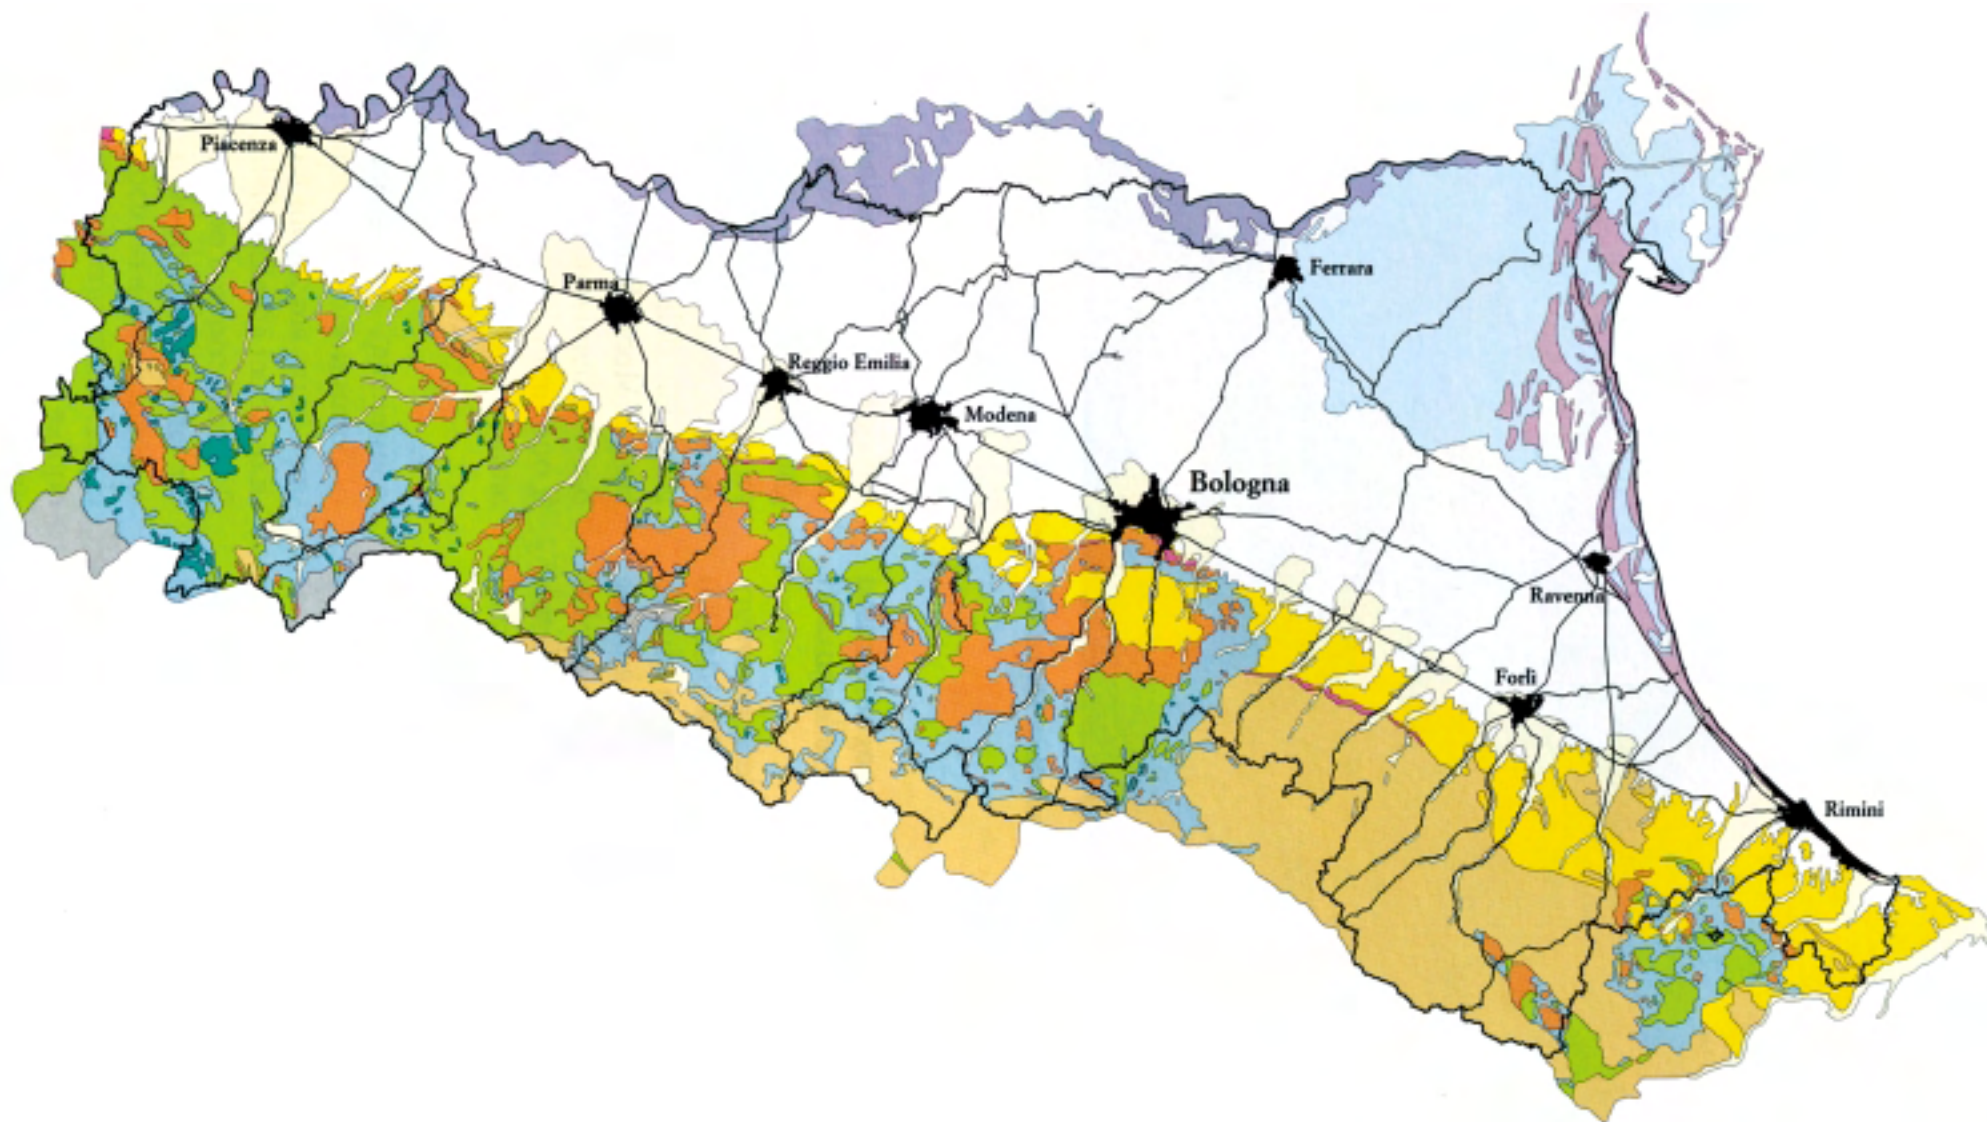 Piacenza
Parma
Ferrara
Reggio Emilia
Modena
Bologna
Ravenna
Forlì
Rimini